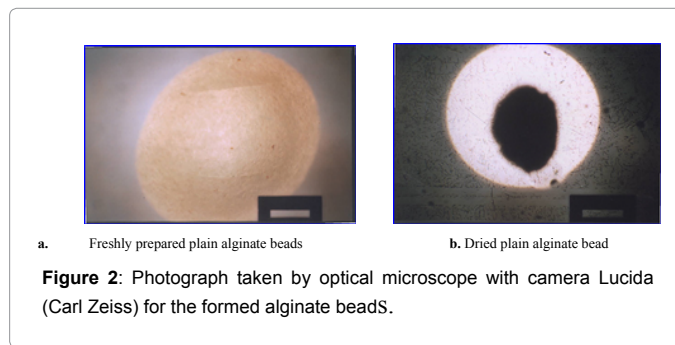 a. Freshly prepared plain alginate beads
b. Dried plain alginate bead
Figure 2: Photograph taken by optical microscope with camera Lucida
(Carl Zeiss) for the formed alginate beadS.